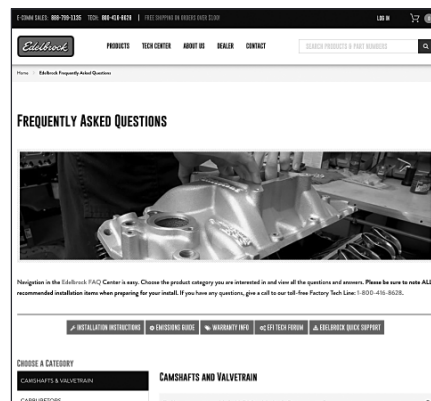 E-COMM SALES: 888-799-1135 TECH: 800-416-8628 | FREE SHIPPING ON ORDERS OVER $100
LOG IN
Edelbrock
PRODUCTS TECH CENTER ABOUT US DEALER CONTACT
SEARCH PRODUCTS & PART NUMBERS
Home Edelbrock Frequently Asked Questions
FREQUENTLY ASKED QUESTIONS
Navigation in the Edelbrock FAQ Center is easy. Choose the product category you are interested in and view all the questions and answers. Please be sure to note ALL
recommended installation items when preparing for your install. If you have any questions, give a call to our toll-free Factory Tech Line: 1-800-416-8628.
INSTALLATION INSTRUCTIONS EMISSIONS GUIDE WARRANTY INFO EFI TECH FORUM EDELBROCK QUICK SUPPORT
CHOOSE A CATEGORY
CAMSHAFTS & VALVETRAIN
CAMSHAFTS AND VALVETRAIN
CARBURETORS